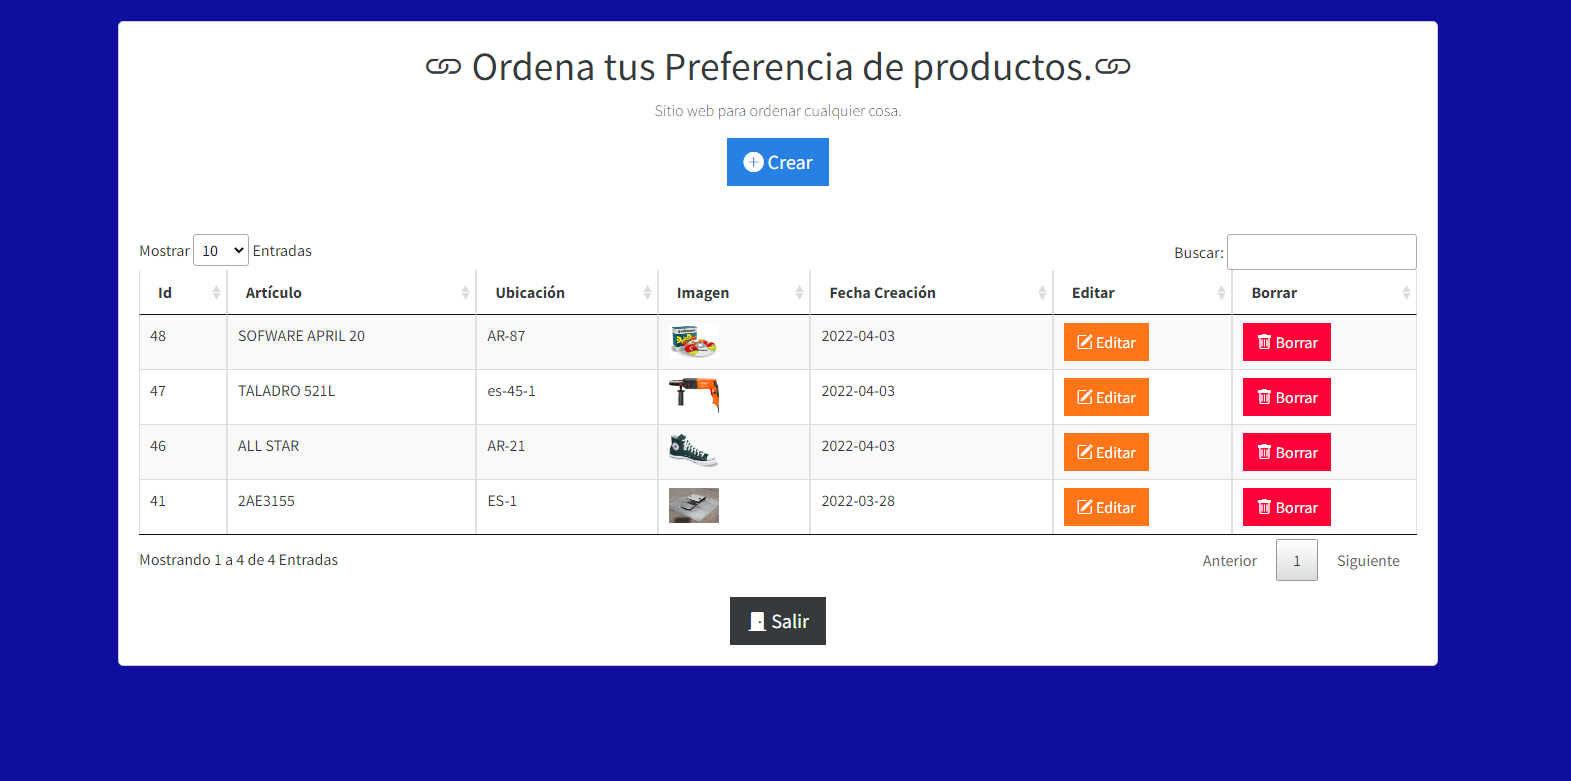 Ordena tus Preferencia de productos.
Sitio web para ordenar cualquier cosa.
Crear
Mostrar 10 Entradas Buscar:
Id Artículo Ubicación Imagen Fecha Creación Editar Borrar
48 SOFWARE APRIL 20 AR-87 2022-04-03 Editar Borrar
47 TALADRO 521L es-45-1 2022-04-03 Editar Borrar
46 ALL STAR AR-21 2022-04-03 Editar Borrar
41 2AE3155 ES-1 2022-03-28 Editar Borrar
Mostrando 1 a 4 de 4 Entradas Anterior 1 Siguiente
Salir